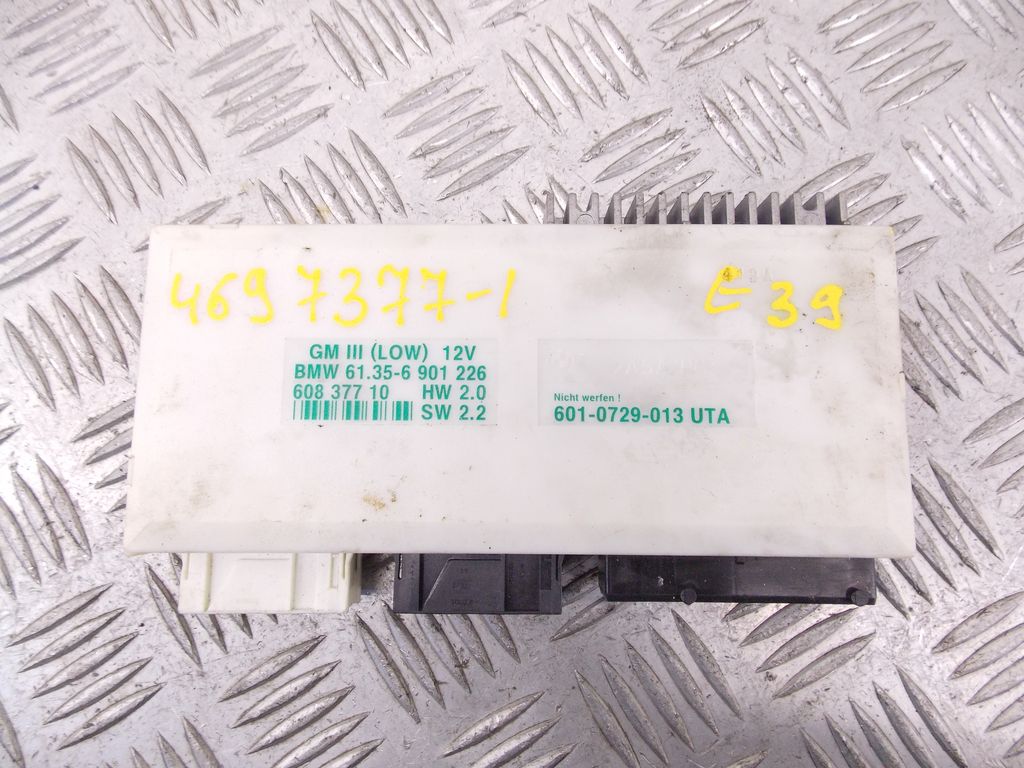 4697377-1
E39
GM III (LOW) 12V
BMW 61.35-6 901 226
608 377 10 HW 2.0
SW 2.2
Nicht werfen !
601-0729-013 UTA